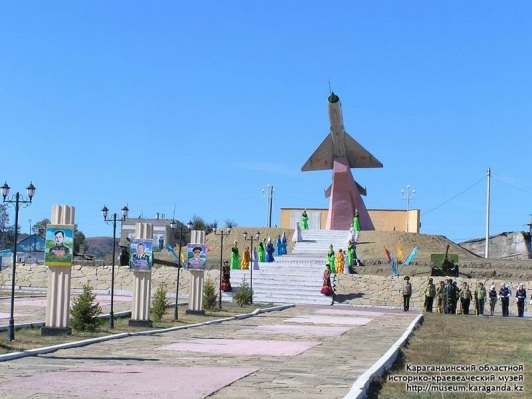 Карагандинский областной
историко-краеведческий музей
http://museum.karaganda.kz